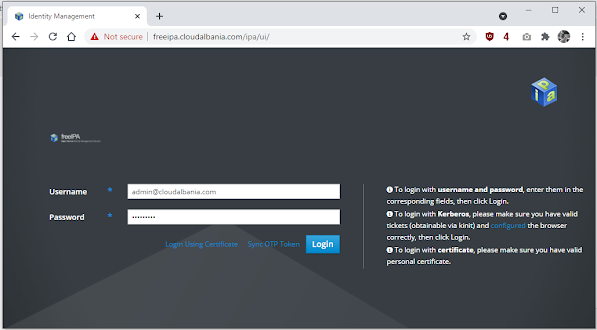 Identity Management
Not secure | freeipa.cloudalbania.com/ipa/ui/
4
freeIPA
Username * admin@cloudalbania.com
Password *
Login Using Certificate Sync OTP Token Login
To login with username and password, enter them in the
corresponding fields, then click Login.
To login with Kerberos, please make sure you have valid
tickets (obtainable via kinit) and configured the browser
correctly, then click Login.
To login with certificate, please make sure you have valid
personal certificate.